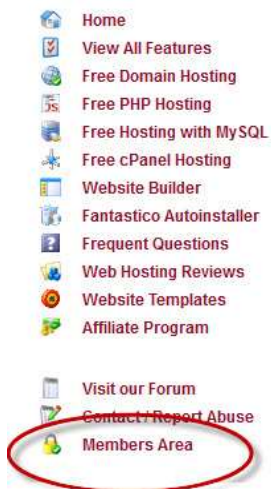 Home
View All Features
Free Domain Hosting
Free PHP Hosting
Free Hosting with MySQL
Free cPanel Hosting
Website Builder
Fantastico Autoinstaller
Frequent Questions
Web Hosting Reviews
Website Templates
Affiliate Program
Visit our Forum
Contact / Report Abuse
Members Area